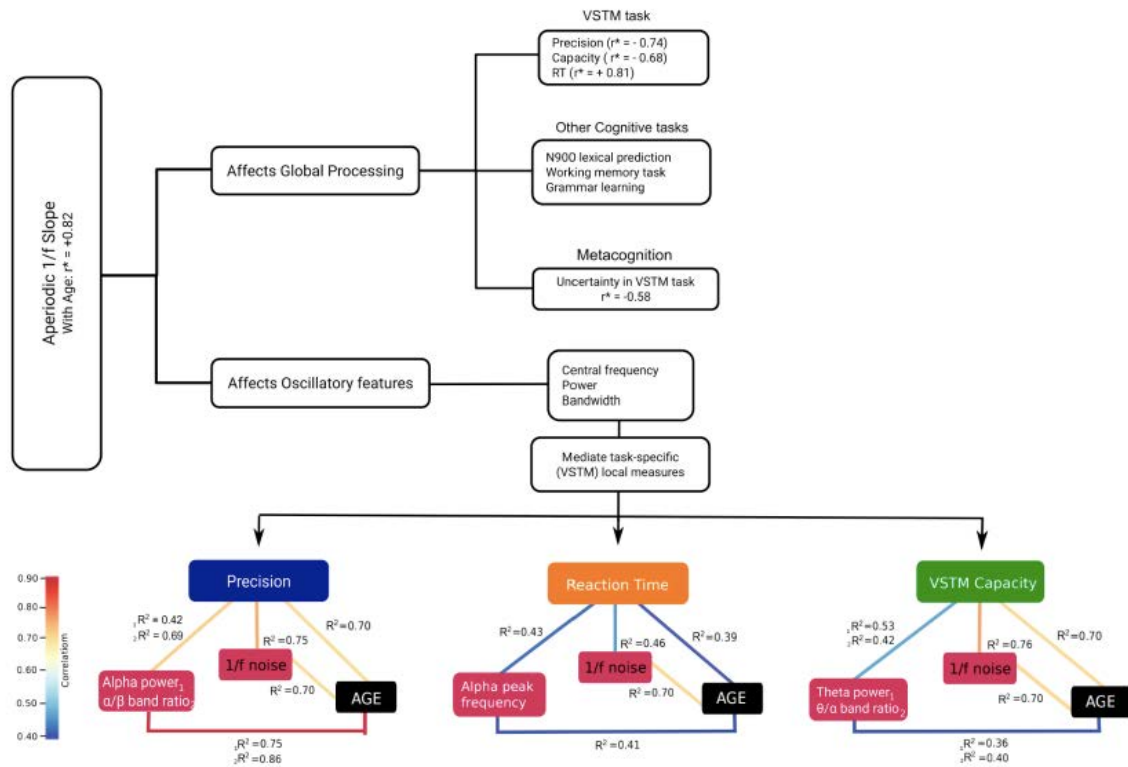 VSTM task
Precision (r* = - 0.74)
Capacity ( r* = - 0.68)
RT (r* = + 0.81)
Other Cognitive tasks
N900 lexical prediction
Working memory task
Grammar learning
Affects Global Processing
Aperiodic 1/f Slope
With Age: r* = +0.82
Metacognition
Uncertainty in VSTM task
r* = -0.58
Affects Oscillatory features
Central frequency
Power
Bandwidth
Mediate task-specific
(VSTM) local measures
0.90
0.80
0.70
0.60
0.50
0.40
Correlatiom
Precision
₁R² = 0.42
₂R² = 0.69
R²=0.75
R²=0.70
1/f noise
R²=0.70
Alpha power₁
α/β band ratio₂
AGE
₁R²=0.75
₂R²=0.86
Reaction Time
R²=0.43
R²=0.46
R²=0.39
1/f noise
R²=0.70
Alpha peak
frequency
AGE
R²=0.41
VSTM Capacity
₁R²=0.53
₂R²=0.42
R²=0.76
R²=0.70
1/f noise
R²=0.70
Theta power₁
θ/α band ratio₂
AGE
R²=0.36
R²=0.40